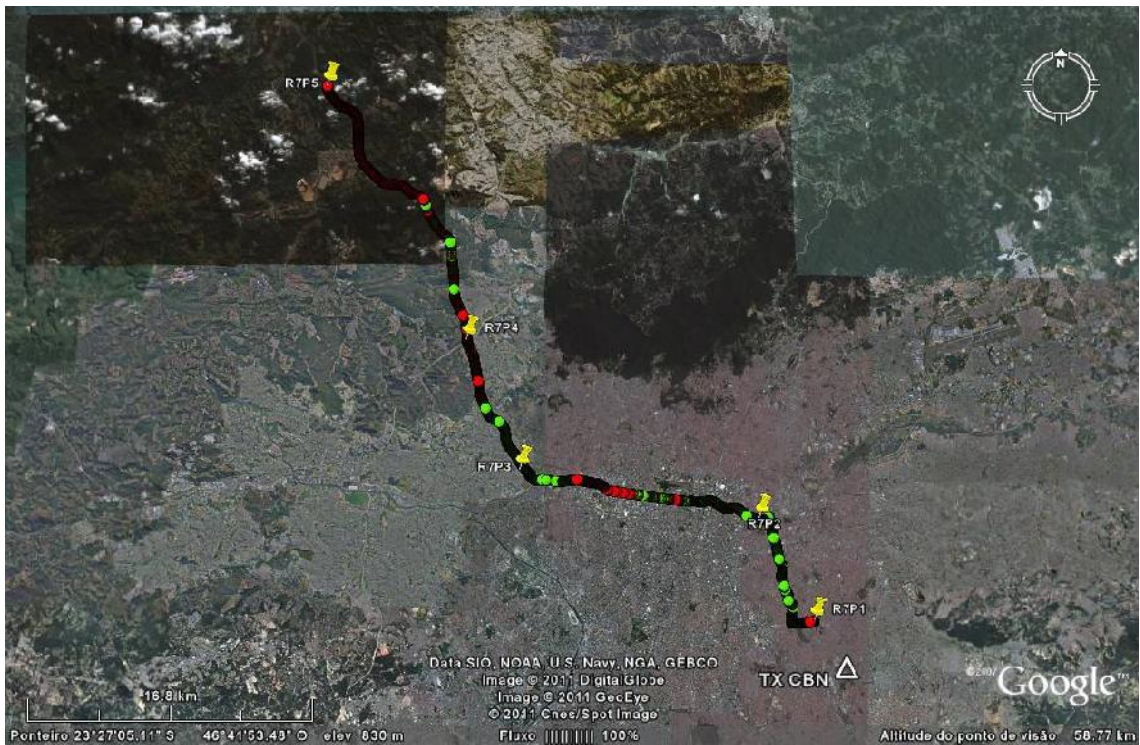 R7P5
N
R7P4
R7P3
R7P2
R7P1
TX CBN
Data SIO, NOAA, U.S. Navy, NGA, GEBCO
Image © 2011 DigitalGlobe
Image © 2011 GeoEye
© 2011 Cnes/Spot Image
16,8 km
Google™
Ponteiro 23°27'05.11" S 46°41'53.48" O elev 830 m
Fluxo |||||||||| 100%
Altitude do ponto de visão 58.77 km